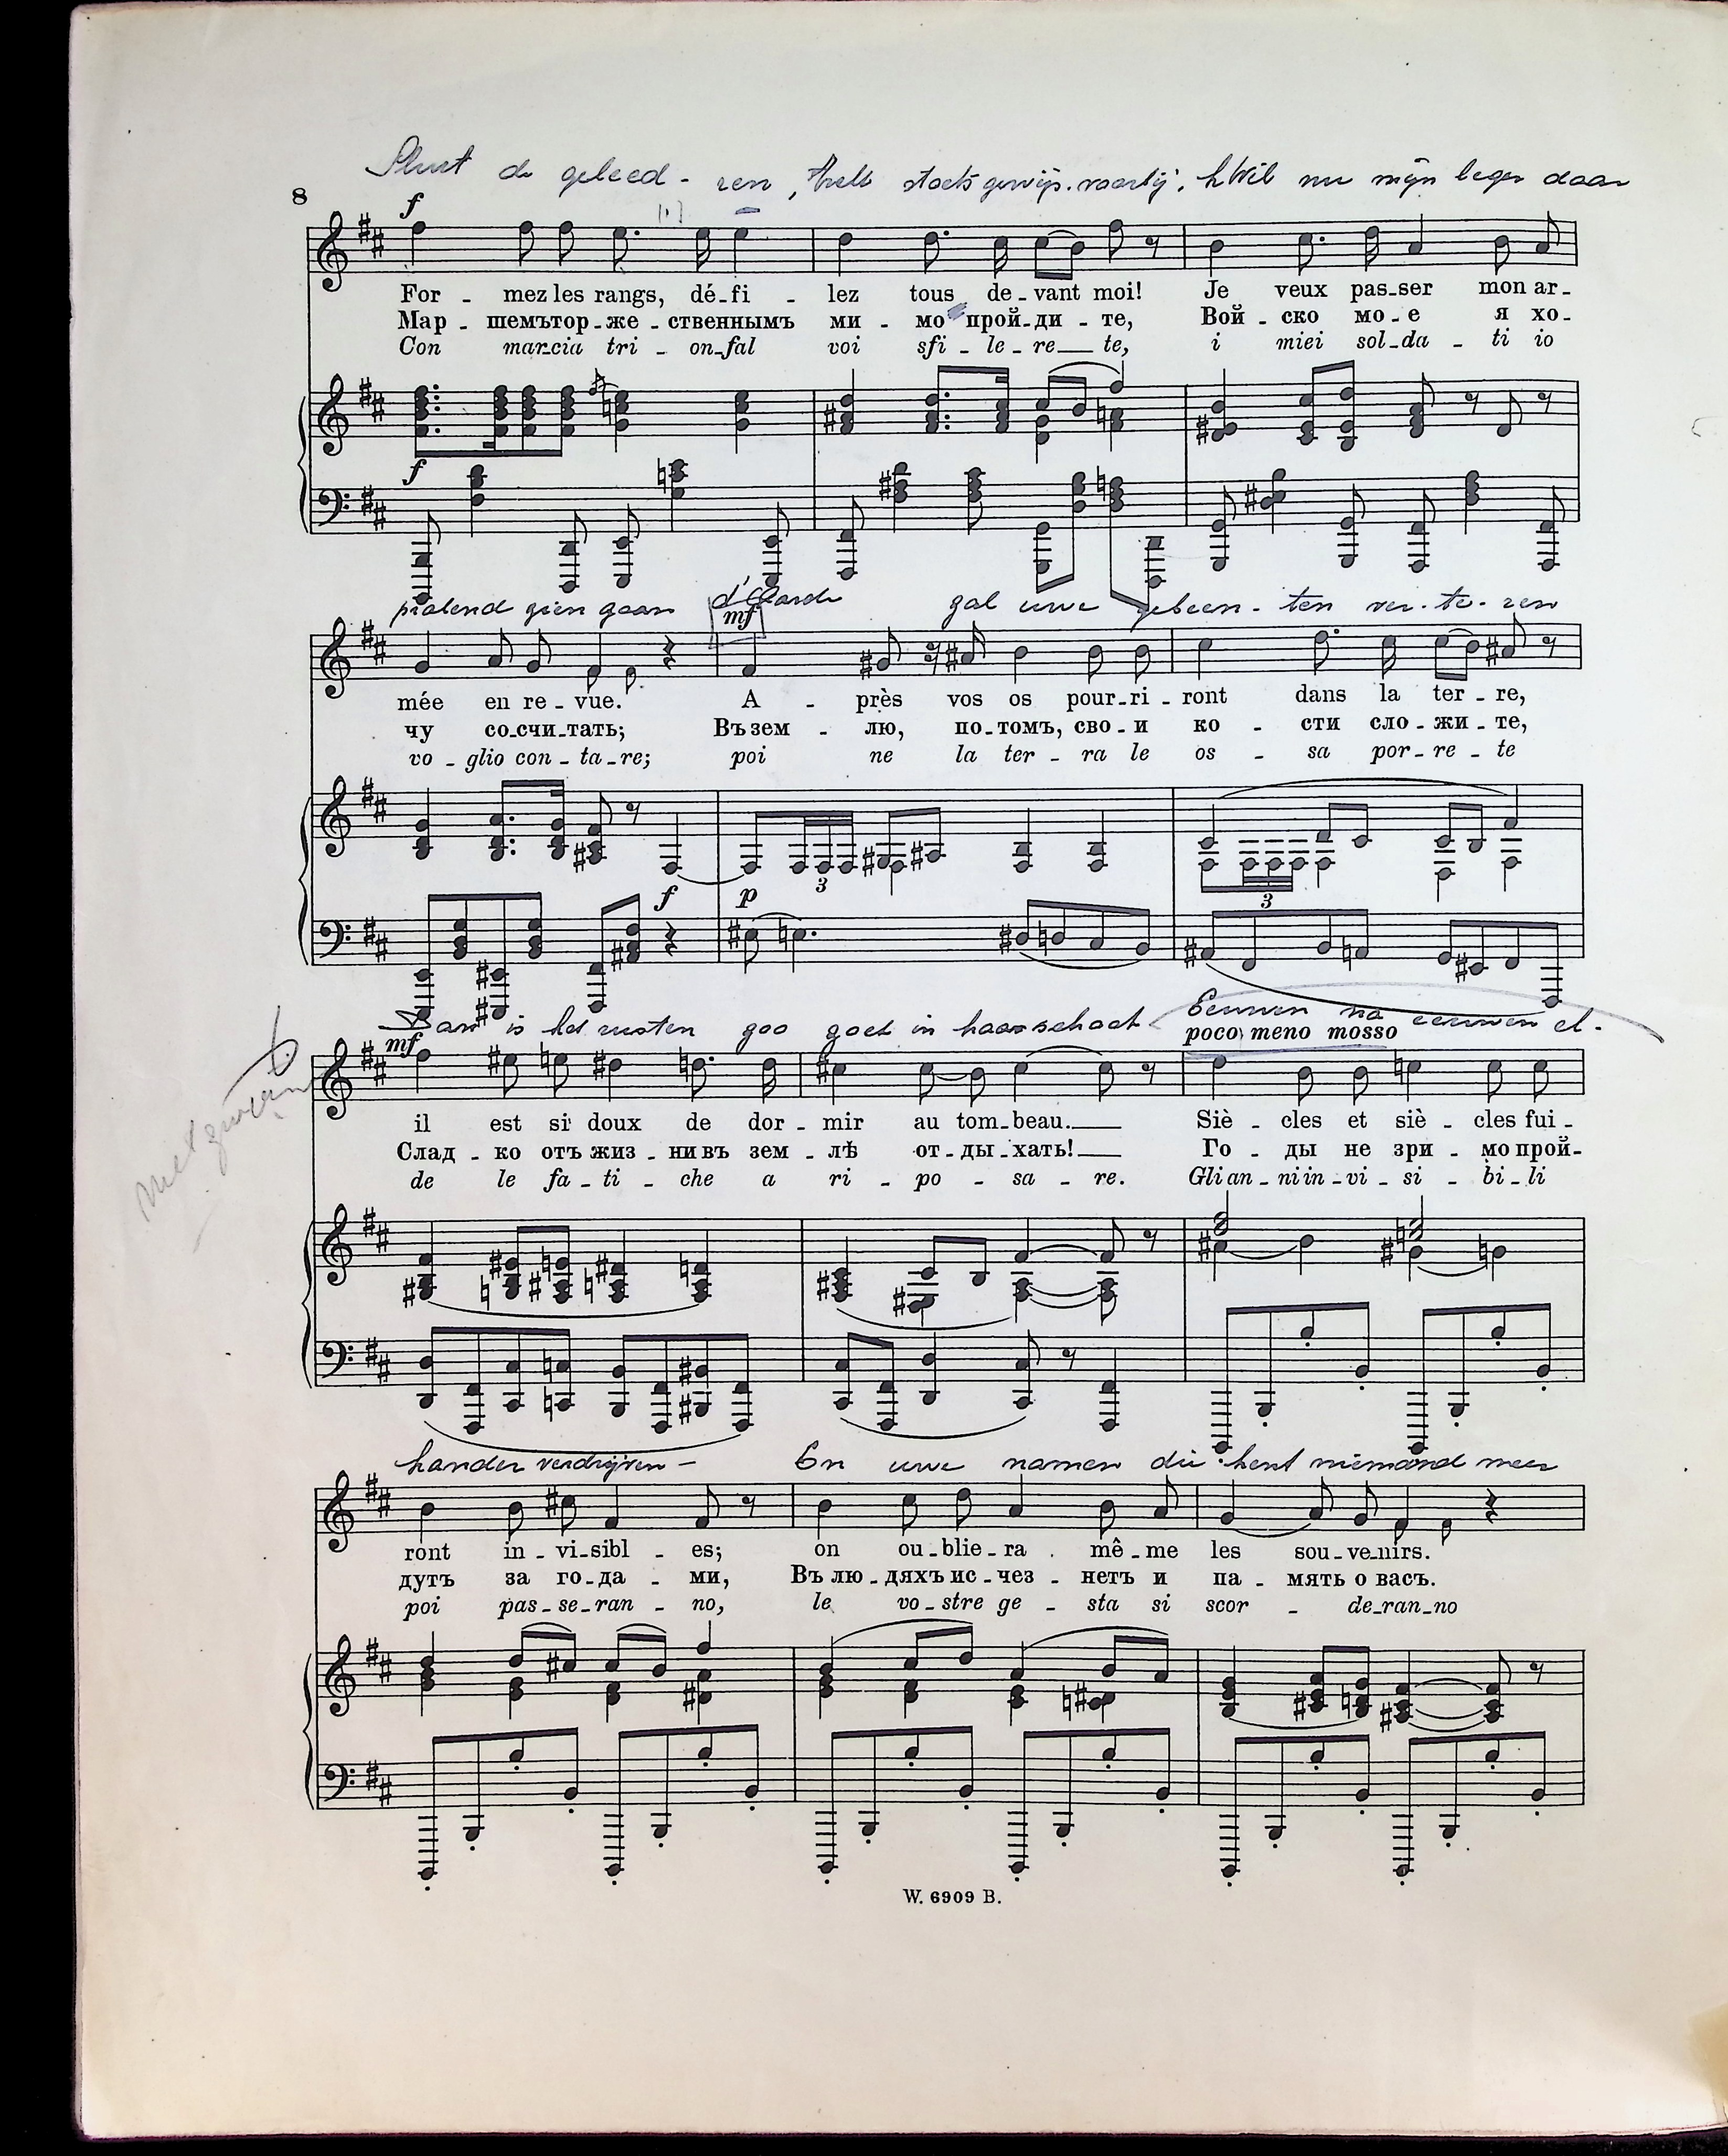 Sluit de geleed - ren, trekt staetsgewijs voorbij, k Wil nu mijn leger daar
8
f
For - mez les rangs, dé-fi - lez tous de-vant moi! Je veux pas-ser mon ar-
Мар - шемъ тор-же-ственнымъ ми - мо прой-ди - те, Вой - ско мо - е я хо-
Con marcia tri - on-fal voi sfi - le - re te, i miei sol-da - ti io
f
pralend zien gaan d'Aarde zal uwe gebeen - ten ver - te - ren
mf
mée en re - vue. A - près vos os pour-ri - ront dans la ter - re,
чу со-счи-тать; Въ зем - лю, по-томъ, сво-и ко - сти сло-жи - те,
vo - glio con - ta - re; poi ne la ter - ra le os - sa por-re - te
3 3
f p
Dan is het rusten zoo goet in haar schoot Eeuwen na eeuwen el-
mf poco meno mosso
il est si doux de dor - mir au tom-beau. Siè - cles et siè - cles fui-
Слад - ко отъ жиз - ни въ зем - лѣ от-ды-хать! Го - ды не зри - мо прой-
de le fa - ti - che a ri - po - sa - re. Gli an - ni in-vi - si - bi - li
kander verdrijven - En uwe namen die kent niemand meer
ront in - vi-sibl - es; on ou-blie-ra mê-me les sou-ve-nirs.
дутъ за го-да - ми, Въ лю - дяхъ ис-чез - нетъ и па - мять о васъ.
poi pas-se-ran - no, le vo-stre ge - sta si scor - de-ran-no
W. 6909 B.